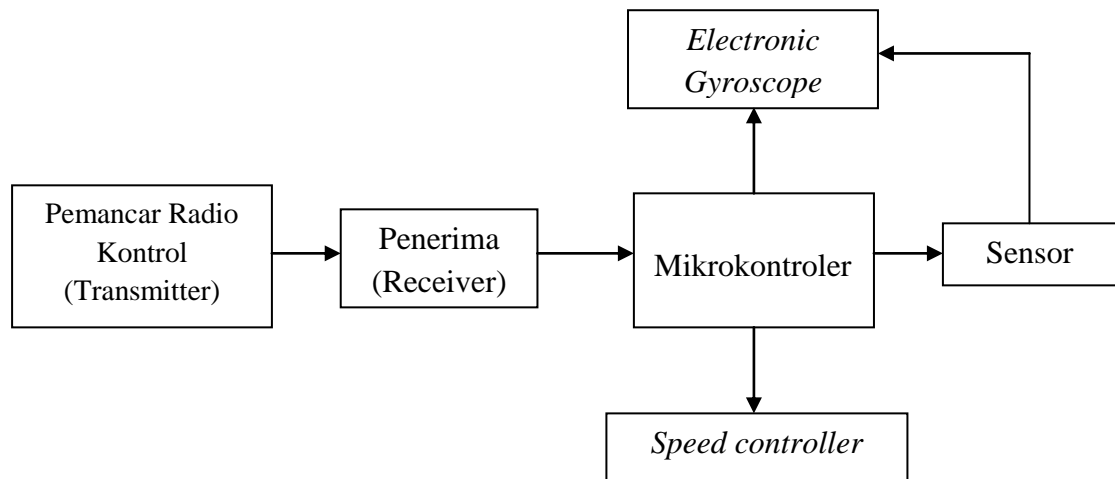 Electronic
Gyroscope
Pemancar Radio
Kontrol
(Transmitter)
Penerima
(Receiver)
Mikrokontroler
Sensor
Speed controller